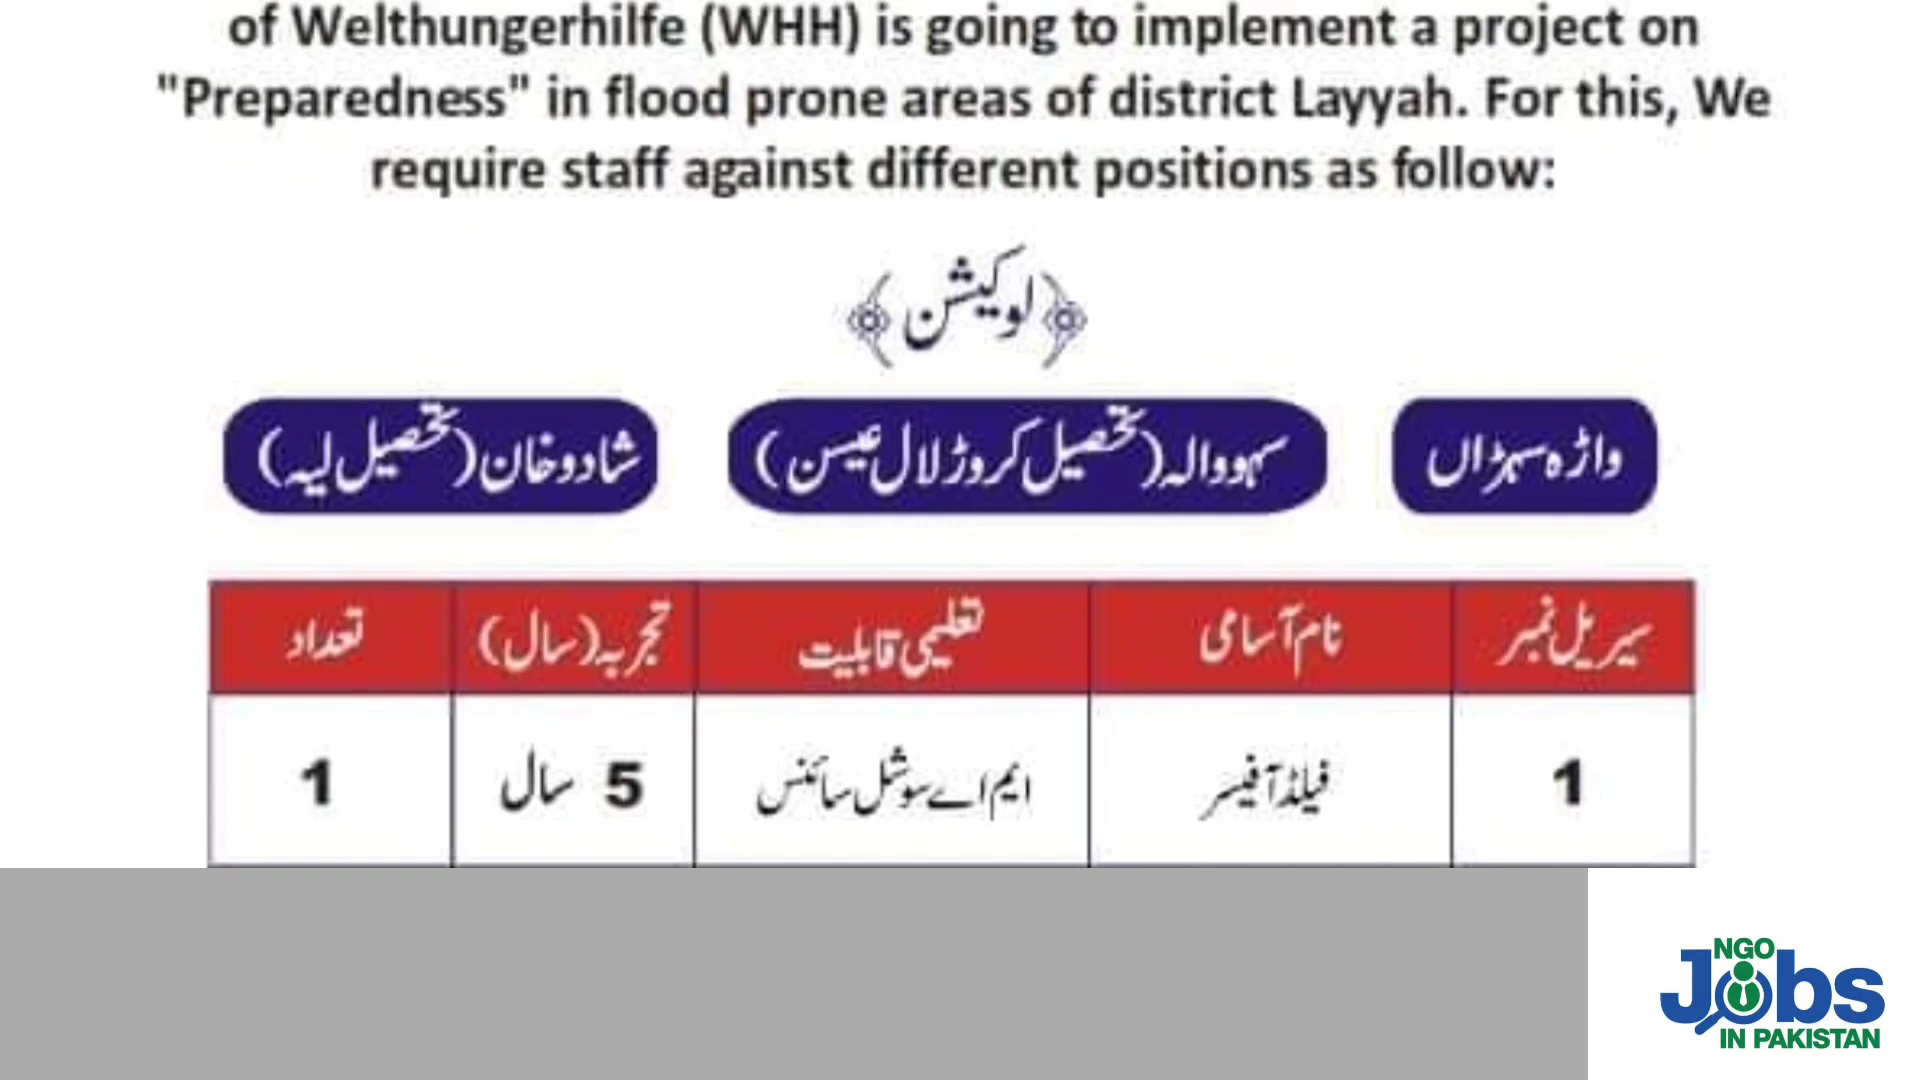 of Welthungerhilfe (WHH) is going to implement a project on
"Preparedness" in flood prone areas of district Layyah. For this, We
require staff against different positions as follow:
لوکیشن
واڑہ سہڑاں
سہووالہ (تحصیل کروڑ لال عیسن)
شادوخان (تحصیل لیہ)
سیریل نمبر نام آسامی تعلیمی قابلیت تجربہ (سال) تعداد
1 فیلڈ آفیسر ایم اے سوشل سائنس 5 سال 1
NGO
Jobs
IN PAKISTAN